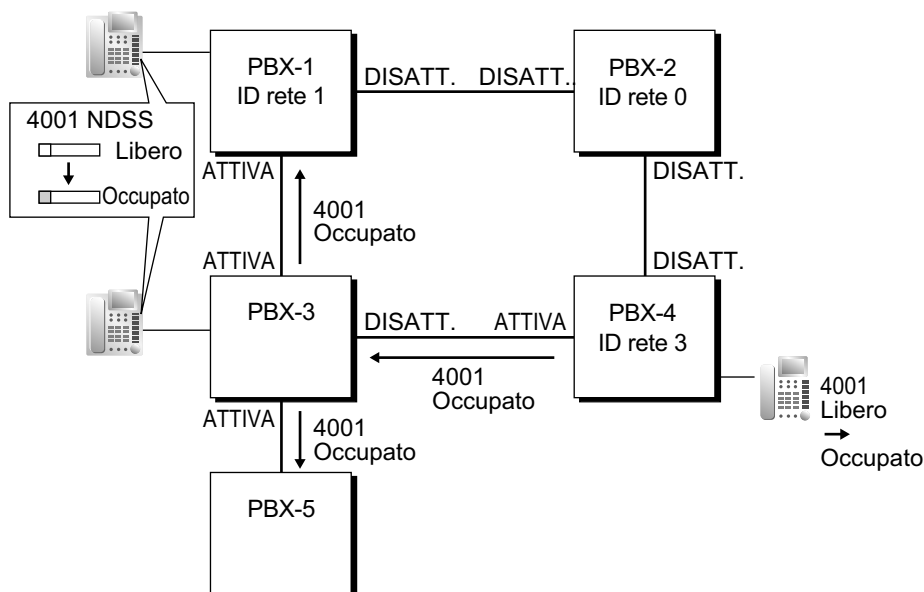 PBX-1
ID rete 1
PBX-2
ID rete 0
DISATT.
DISATT..
4001 NDSS
Libero
Occupato
ATTIVA
DISATT.
4001
Occupato
ATTIVA
DISATT.
PBX-3
DISATT.
ATTIVA
PBX-4
ID rete 3
4001
Occupato
4001
Libero
Occupato
ATTIVA
4001
Occupato
PBX-5